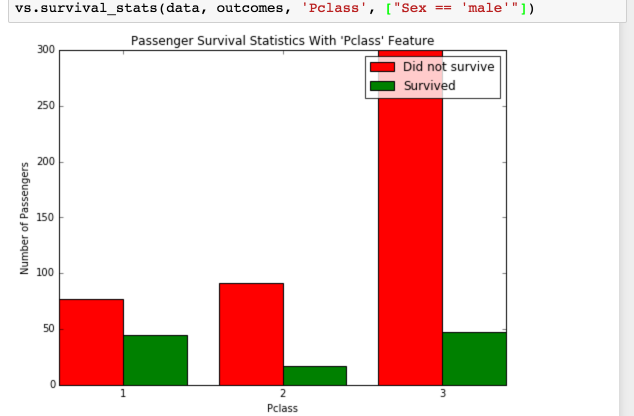 vs.survival_stats(data, outcomes, 'Pclass', ["Sex == 'male'"])
Passenger Survival Statistics With 'Pclass' Feature
Did not survive
Survived
Number of Passengers
300
250
200
150
100
50
0
1 2 3
Pclass